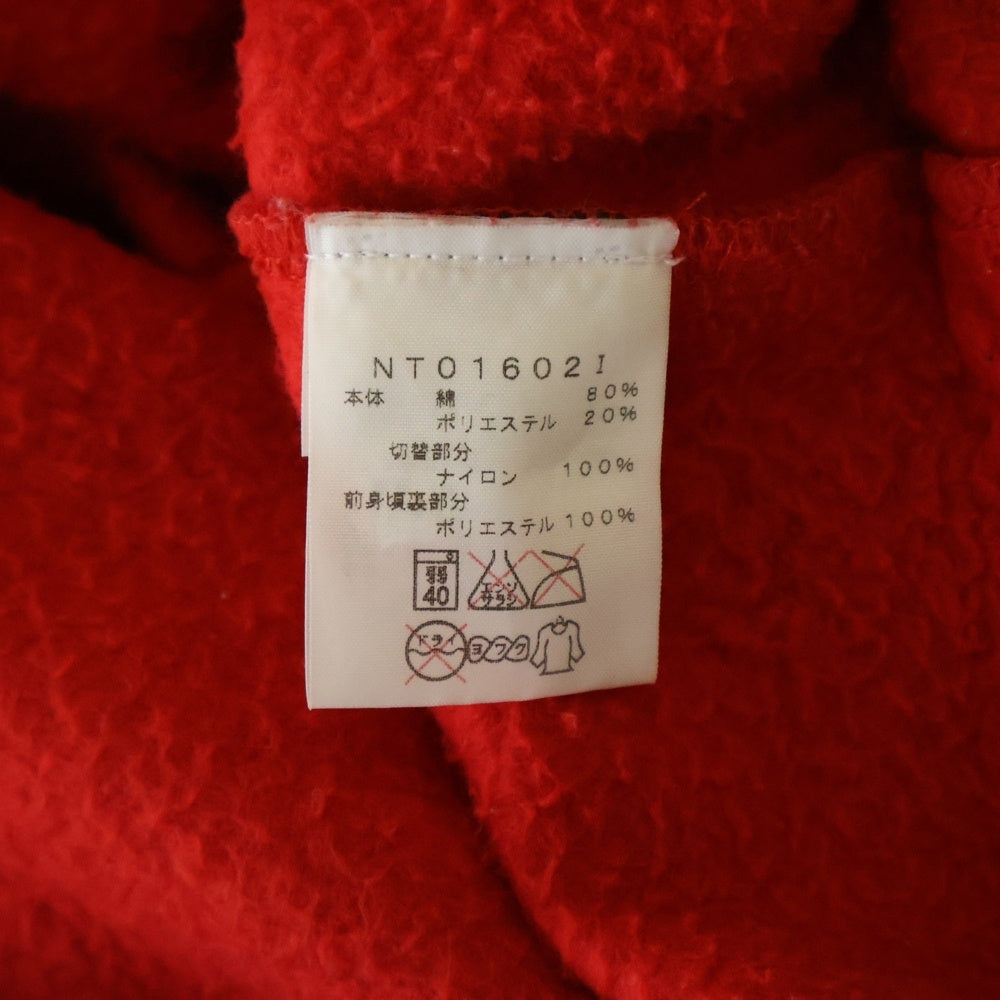 NT01602I
本体 綿 80%
ポリエステル 20%
切替部分
ナイロン 100%
前身頃裏部分
ポリエステル 100%
弱 エンソ
40 サラシ
ドライ ヨワク